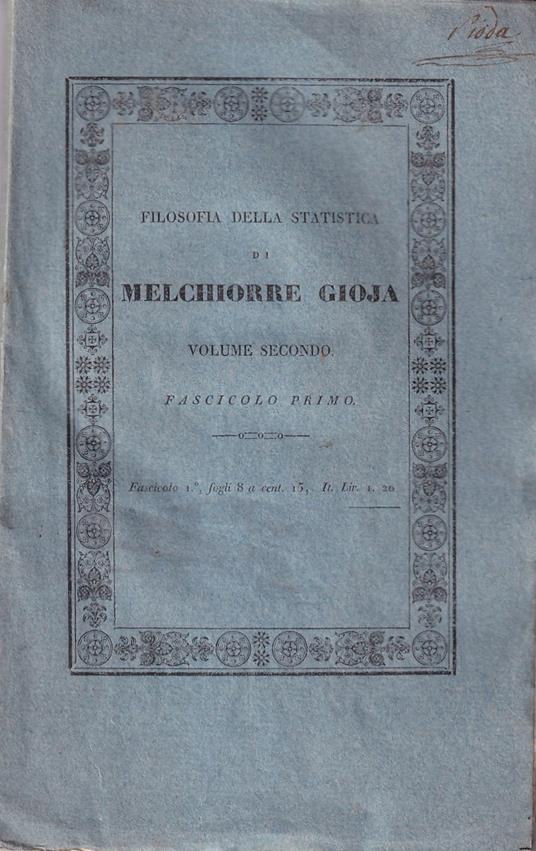 Pioda
FILOSOFIA DELLA STATISTICA
DI
MELCHIORRE GIOJA
VOLUME SECONDO.
FASCICOLO PRIMO.
Fascicolo 1.°, fogli 8 a cent. 15, It. Lir. 1. 20